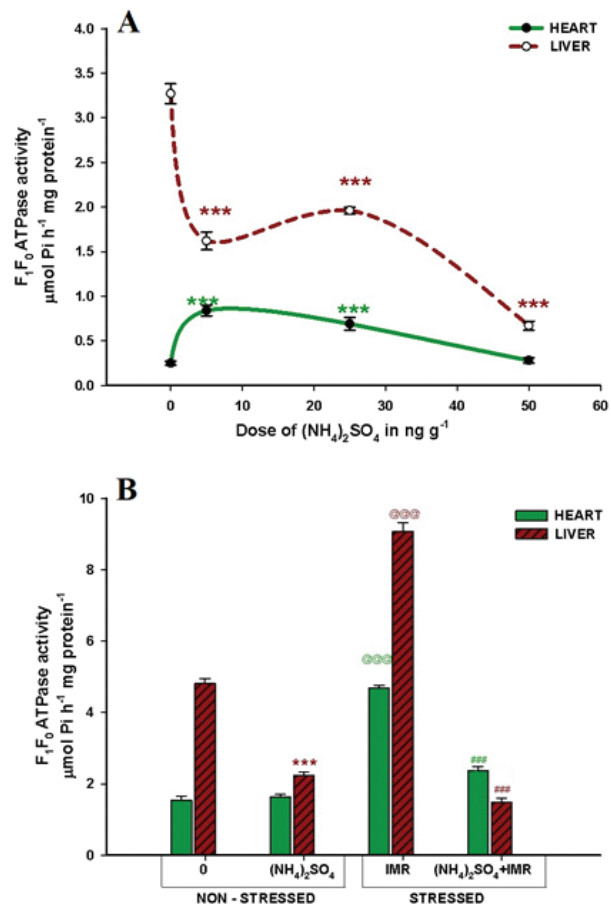 A
HEART
LIVER
F₁F₀ ATPase activity
μmol Pi h⁻¹ mg protein⁻¹
4.0
3.5
3.0
2.5
2.0
1.5
1.0
0.5
0.0
***
***
***
***
***
0 10 20 30 40 50 60
Dose of (NH₄)₂SO₄ in ng g⁻¹
B
HEART
LIVER
F₁F₀ ATPase activity
μmol Pi h⁻¹ mg protein⁻¹
10
8
6
4
2
0
@@@
@@@
***
###
###
0 (NH₄)₂SO₄ IMR (NH₄)₂SO₄+IMR
NON - STRESSED STRESSED